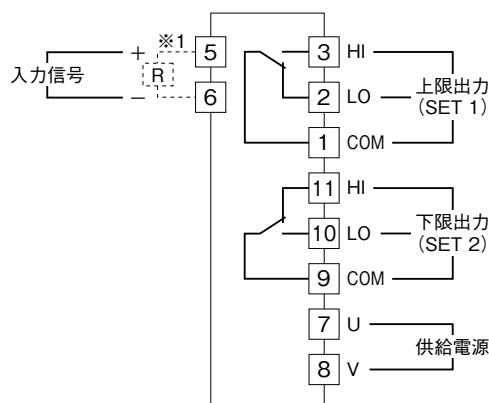 ※1
入力信号
+
5
R
−
6
3 HI
2 LO
1 COM
上限出力
(SET 1)
11 HI
10 LO
9 COM
下限出力
(SET 2)
7 U
8 V
供給電源